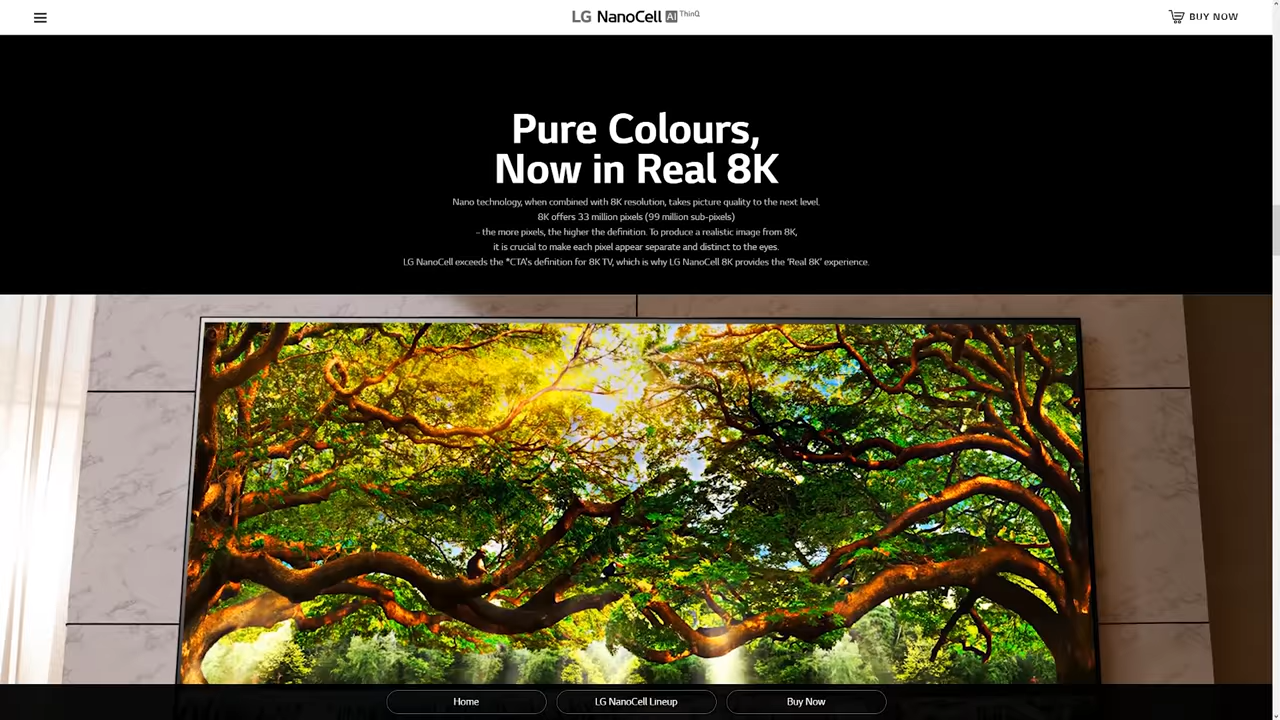 LG NanoCell AI ThinQ
BUY NOW
Pure Colours,
Now in Real 8K
Nano technology, when combined with 8K resolution, takes picture quality to the next level.
8K offers 33 million pixels (99 million sub-pixels)
- the more pixels, the higher the definition. To produce a realistic image from 8K,
it is crucial to make each pixel appear separate and distinct to the eyes.
LG NanoCell exceeds the *CTA's definition for 8K TV, which is why LG NanoCell 8K provides the 'Real 8K' experience.
Home
LG NanoCell Lineup
Buy Now